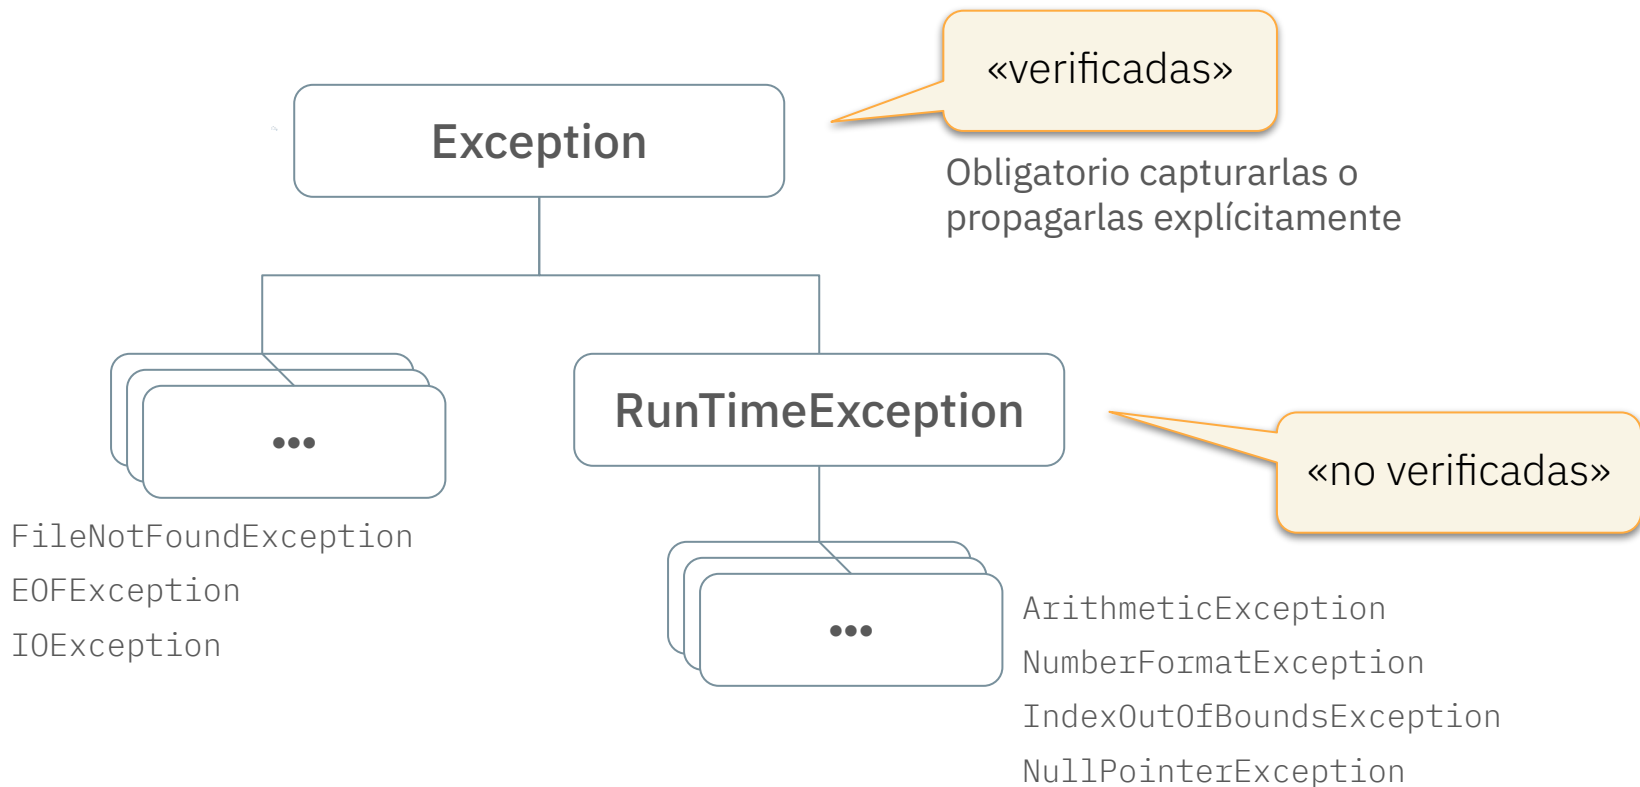 «verificadas»
Exception
Obligatorio capturarlas o
propagarlas explícitamente
•••
RunTimeException
«no verificadas»
FileNotFoundException
EOFException
IOException
•••
ArithmeticException
NumberFormatException
IndexOutOfBoundsException
NullPointerException